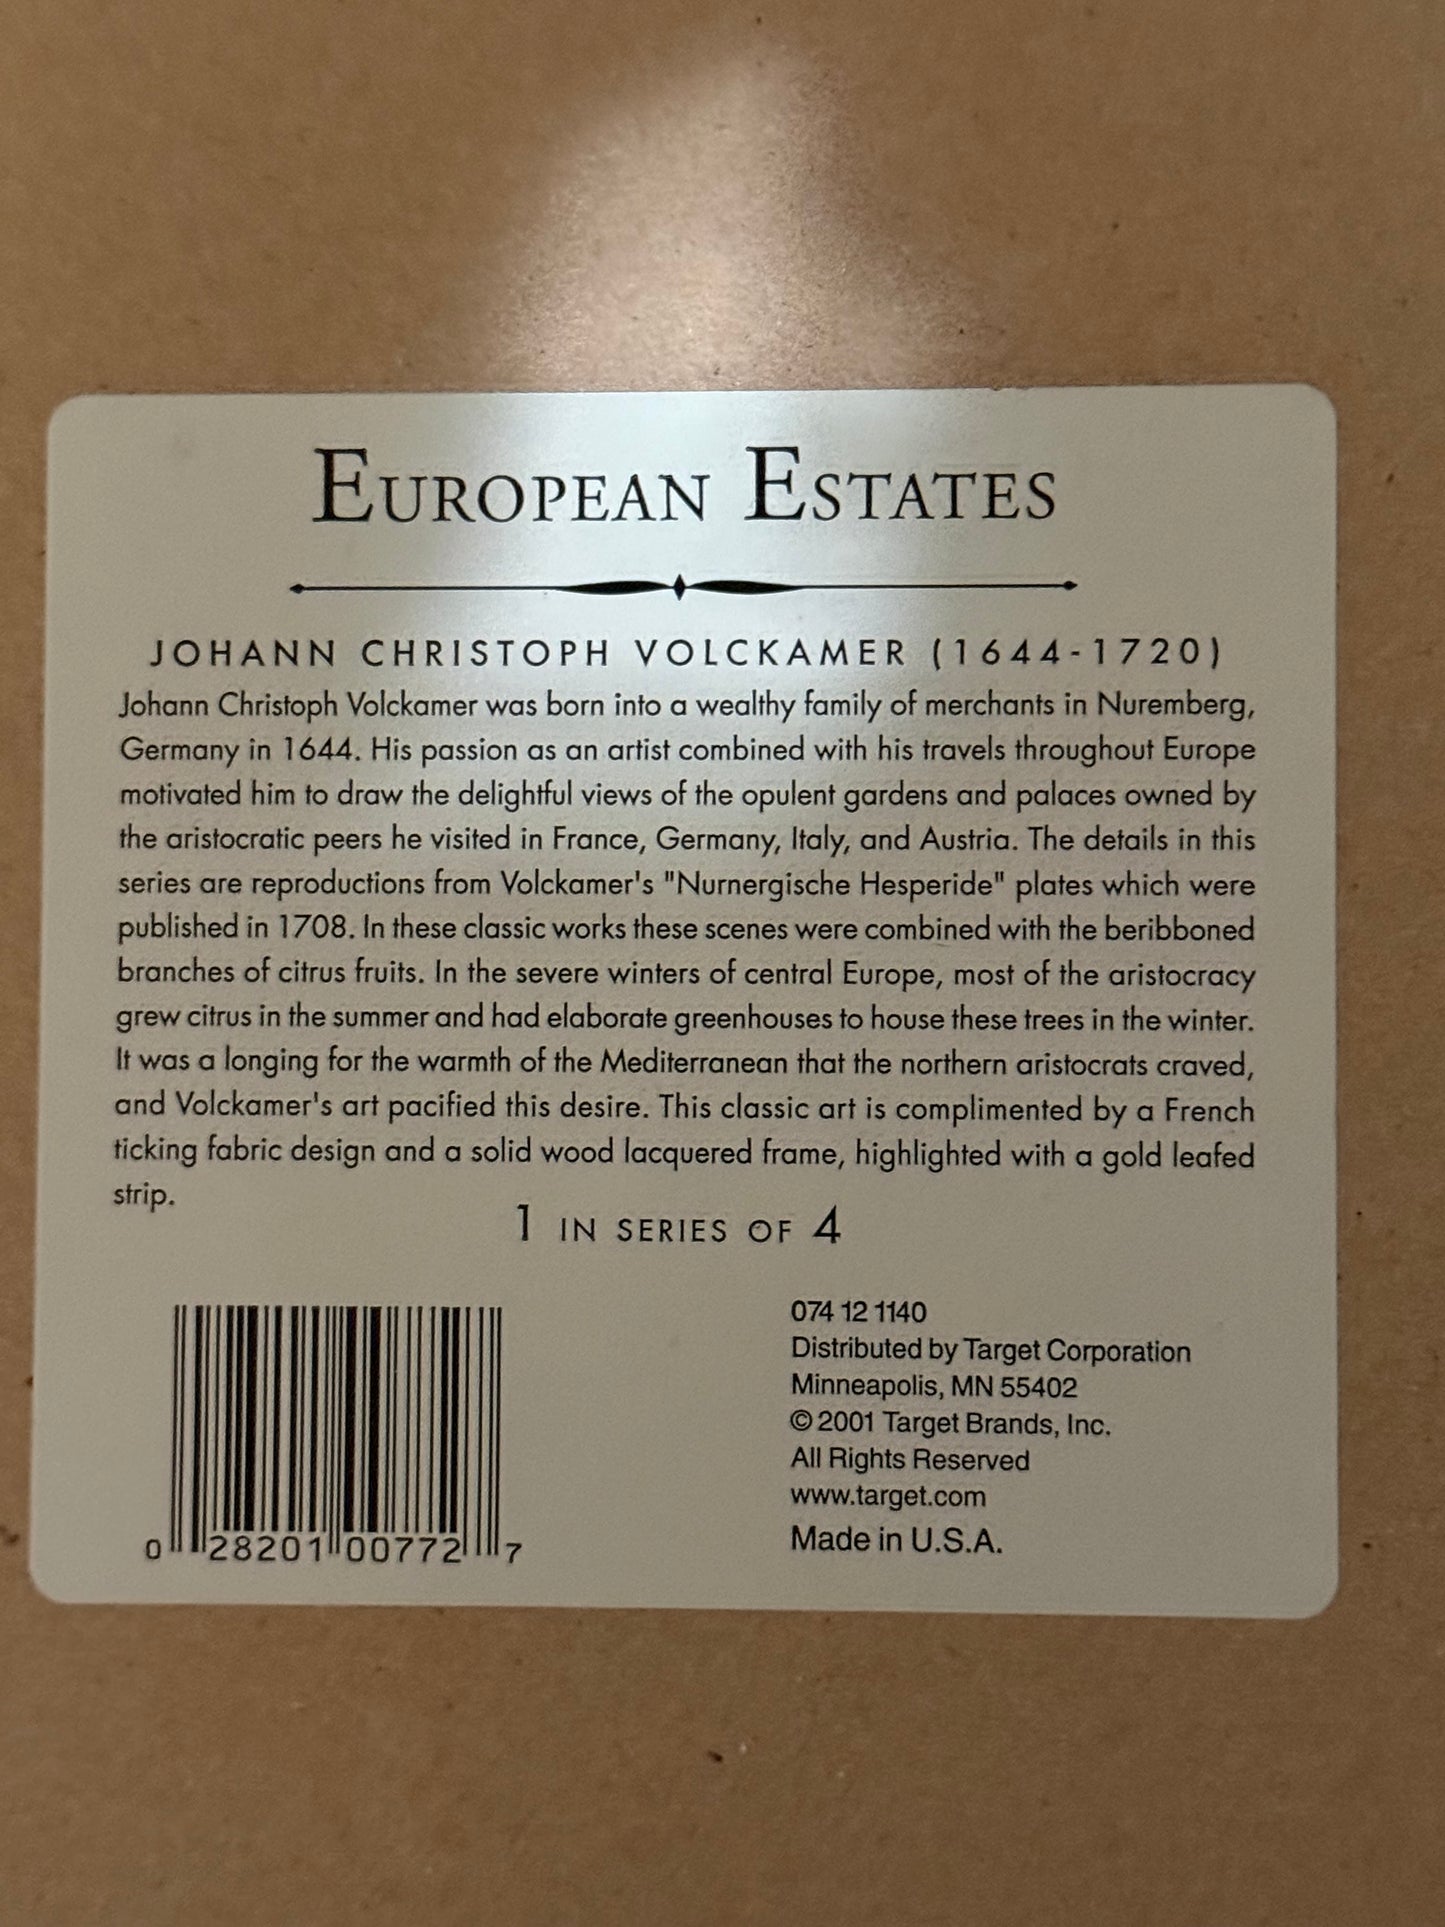 EUROPEAN ESTATES
JOHANN CHRISTOPH VOLCKAMER (1644-1720)
Johann Christoph Volckamer was born into a wealthy family of merchants in Nuremberg,
Germany in 1644. His passion as an artist combined with his travels throughout Europe
motivated him to draw the delightful views of the opulent gardens and palaces owned by
the aristocratic peers he visited in France, Germany, Italy, and Austria. The details in this
series are reproductions from Volckamer's "Nurnergische Hesperide" plates which were
published in 1708. In these classic works these scenes were combined with the beribboned
branches of citrus fruits. In the severe winters of central Europe, most of the aristocracy
grew citrus in the summer and had elaborate greenhouses to house these trees in the winter.
It was a longing for the warmth of the Mediterranean that the northern aristocrats craved,
and Volckamer's art pacified this desire. This classic art is complimented by a French
ticking fabric design and a solid wood lacquered frame, highlighted with a gold leafed
strip.
1 IN SERIES OF 4
0 28201 00772 7
074 12 1140
Distributed by Target Corporation
Minneapolis, MN 55402
© 2001 Target Brands, Inc.
All Rights Reserved
www.target.com
Made in U.S.A.